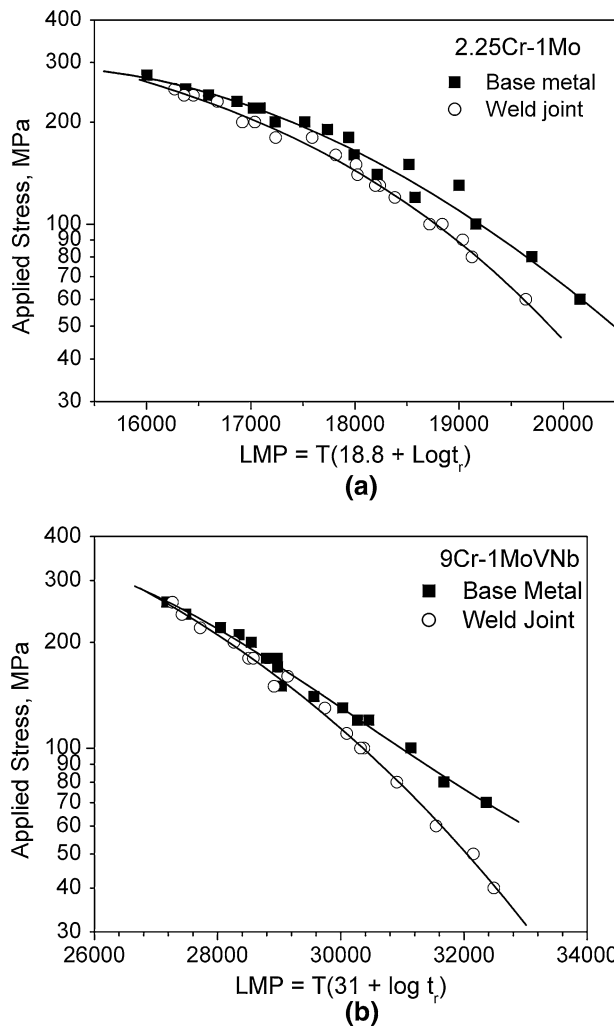 400
2.25Cr-1Mo
300
Base metal
Weld joint
200
Applied Stress, MPa
100
90
80
70
60
50
40
30
16000 17000 18000 19000 20000
LMP = T(18.8 + Logtr)
(a)
400
9Cr-1MoVNb
300
Base Metal
Weld Joint
200
Applied Stress, MPa
100
90
80
70
60
50
40
30
26000 28000 30000 32000 34000
LMP = T(31 + log tr)
(b)